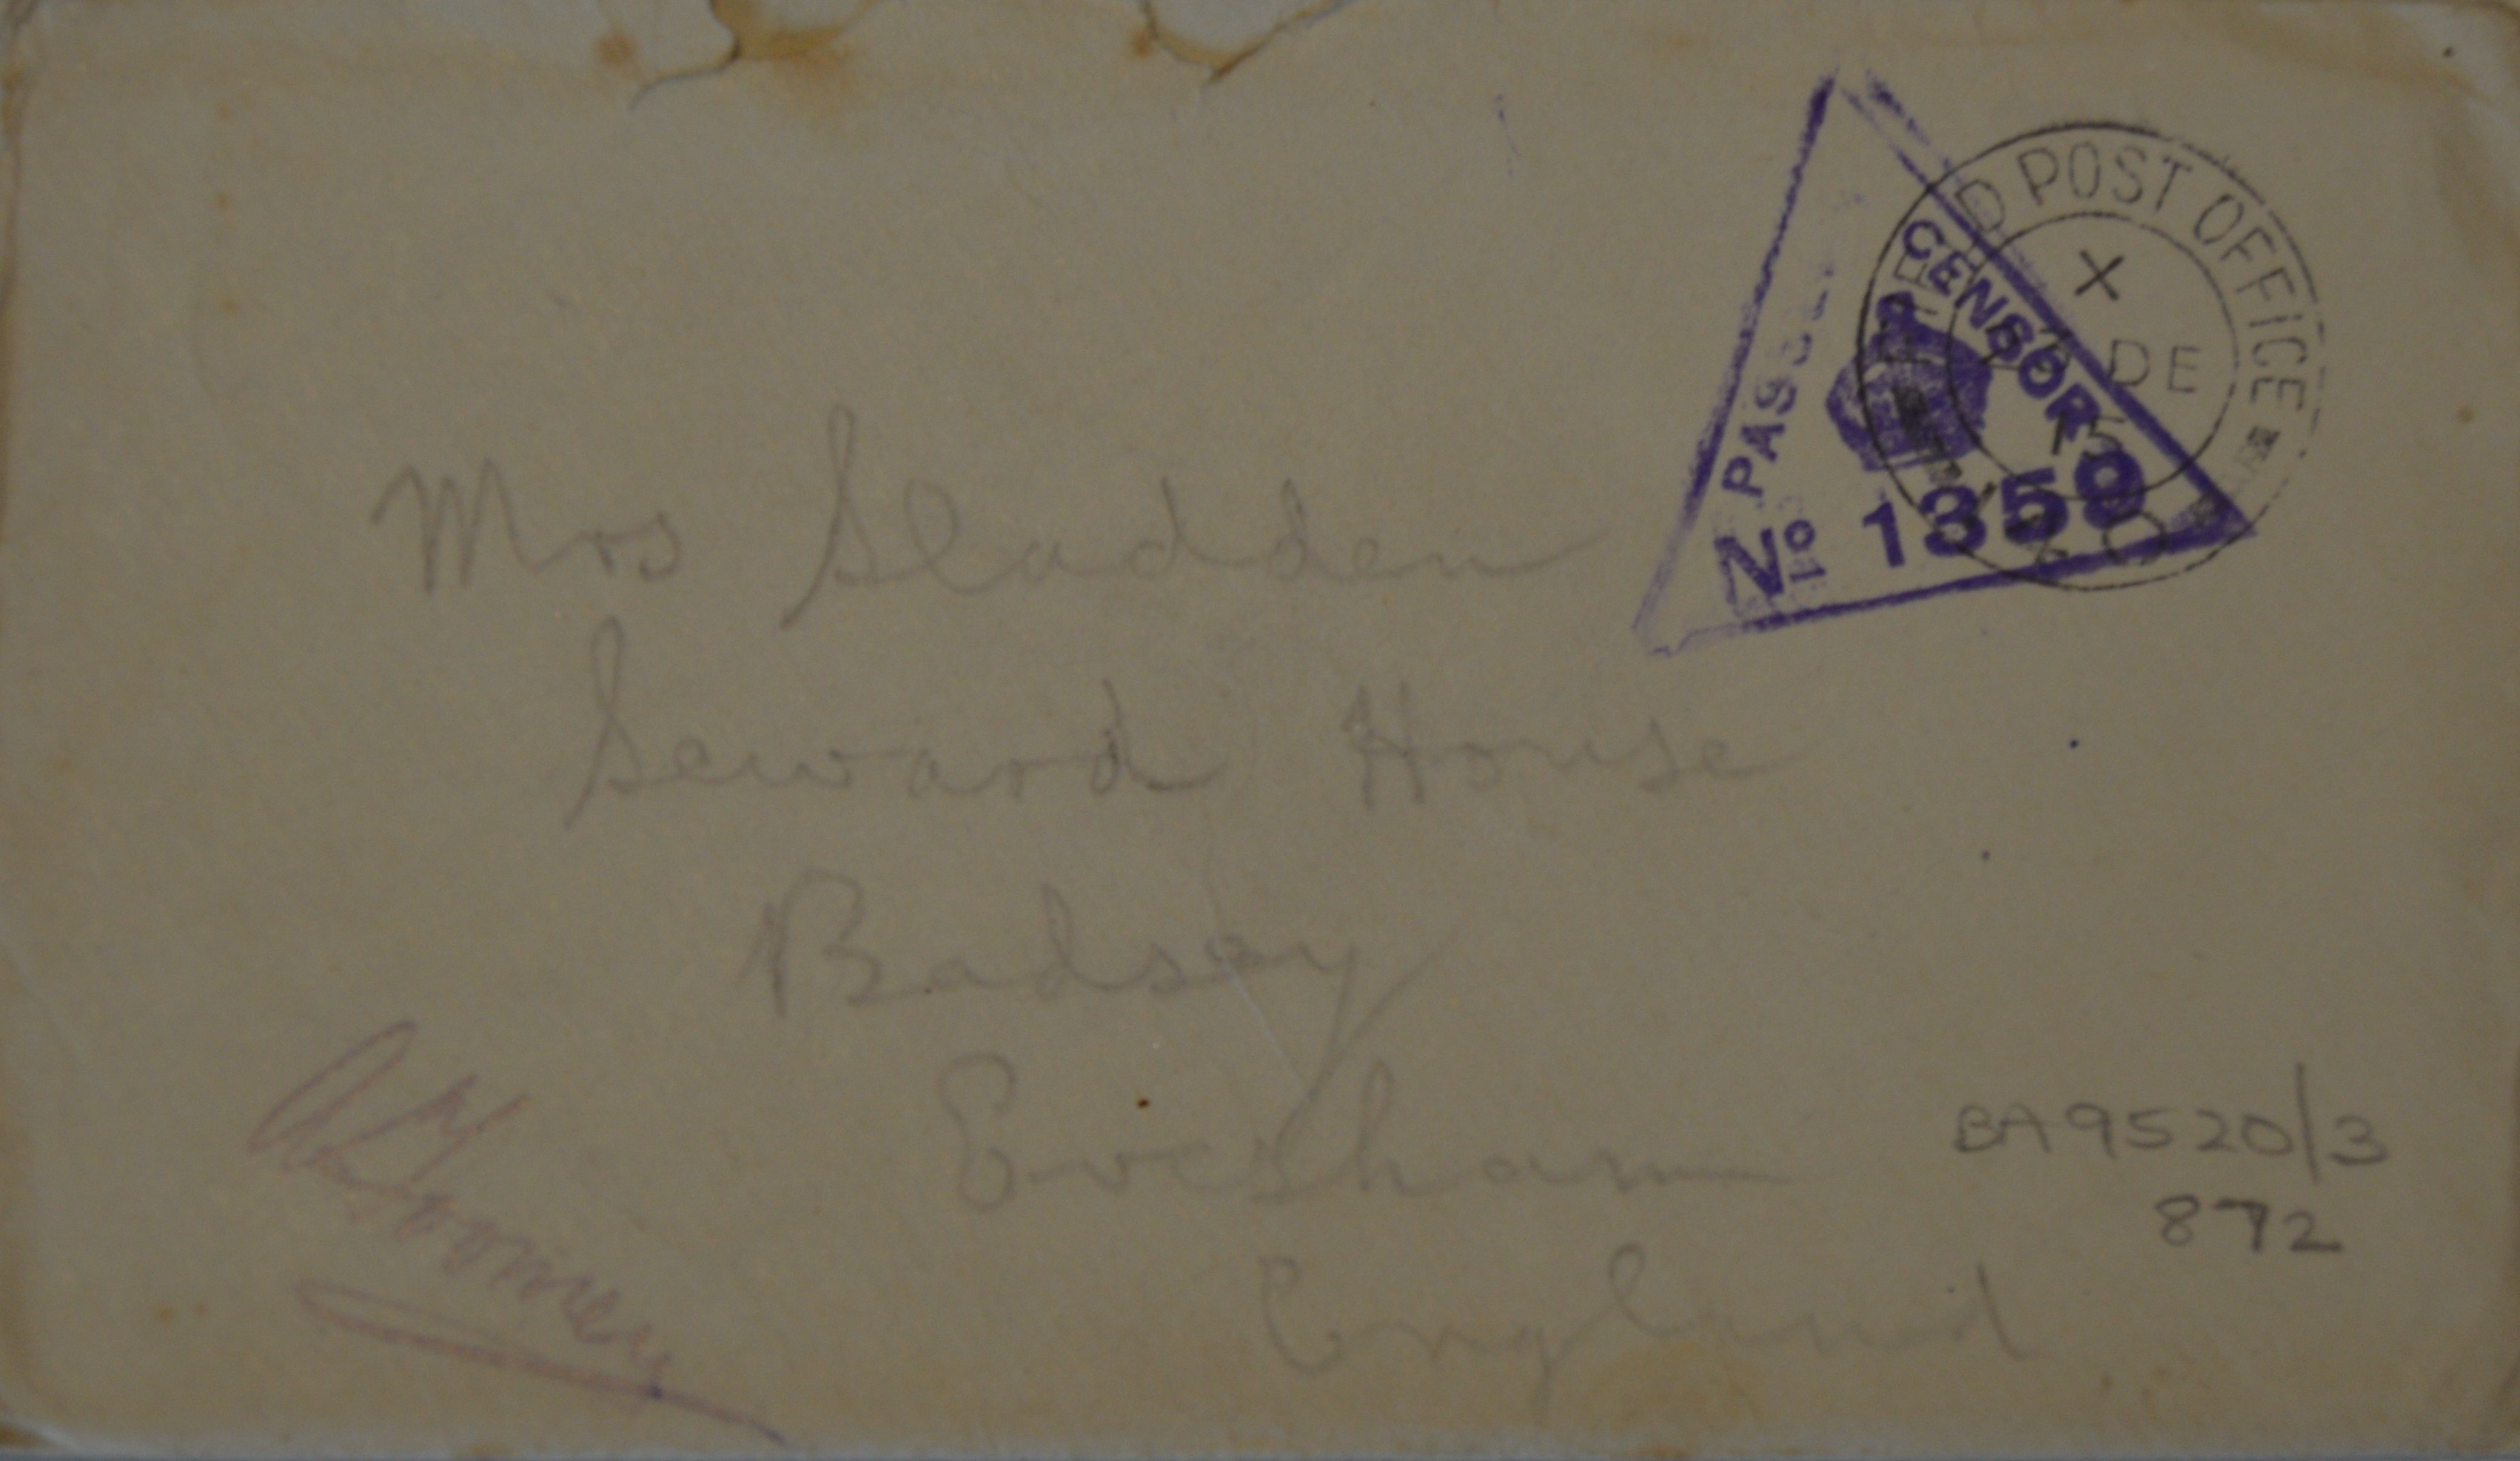 FIELD POST OFFICE
X
DE
15
PASSED
CENSOR
No 1359
Mrs Sladden
Seward House
Badsey
Evesham
England
BA9520/3
872